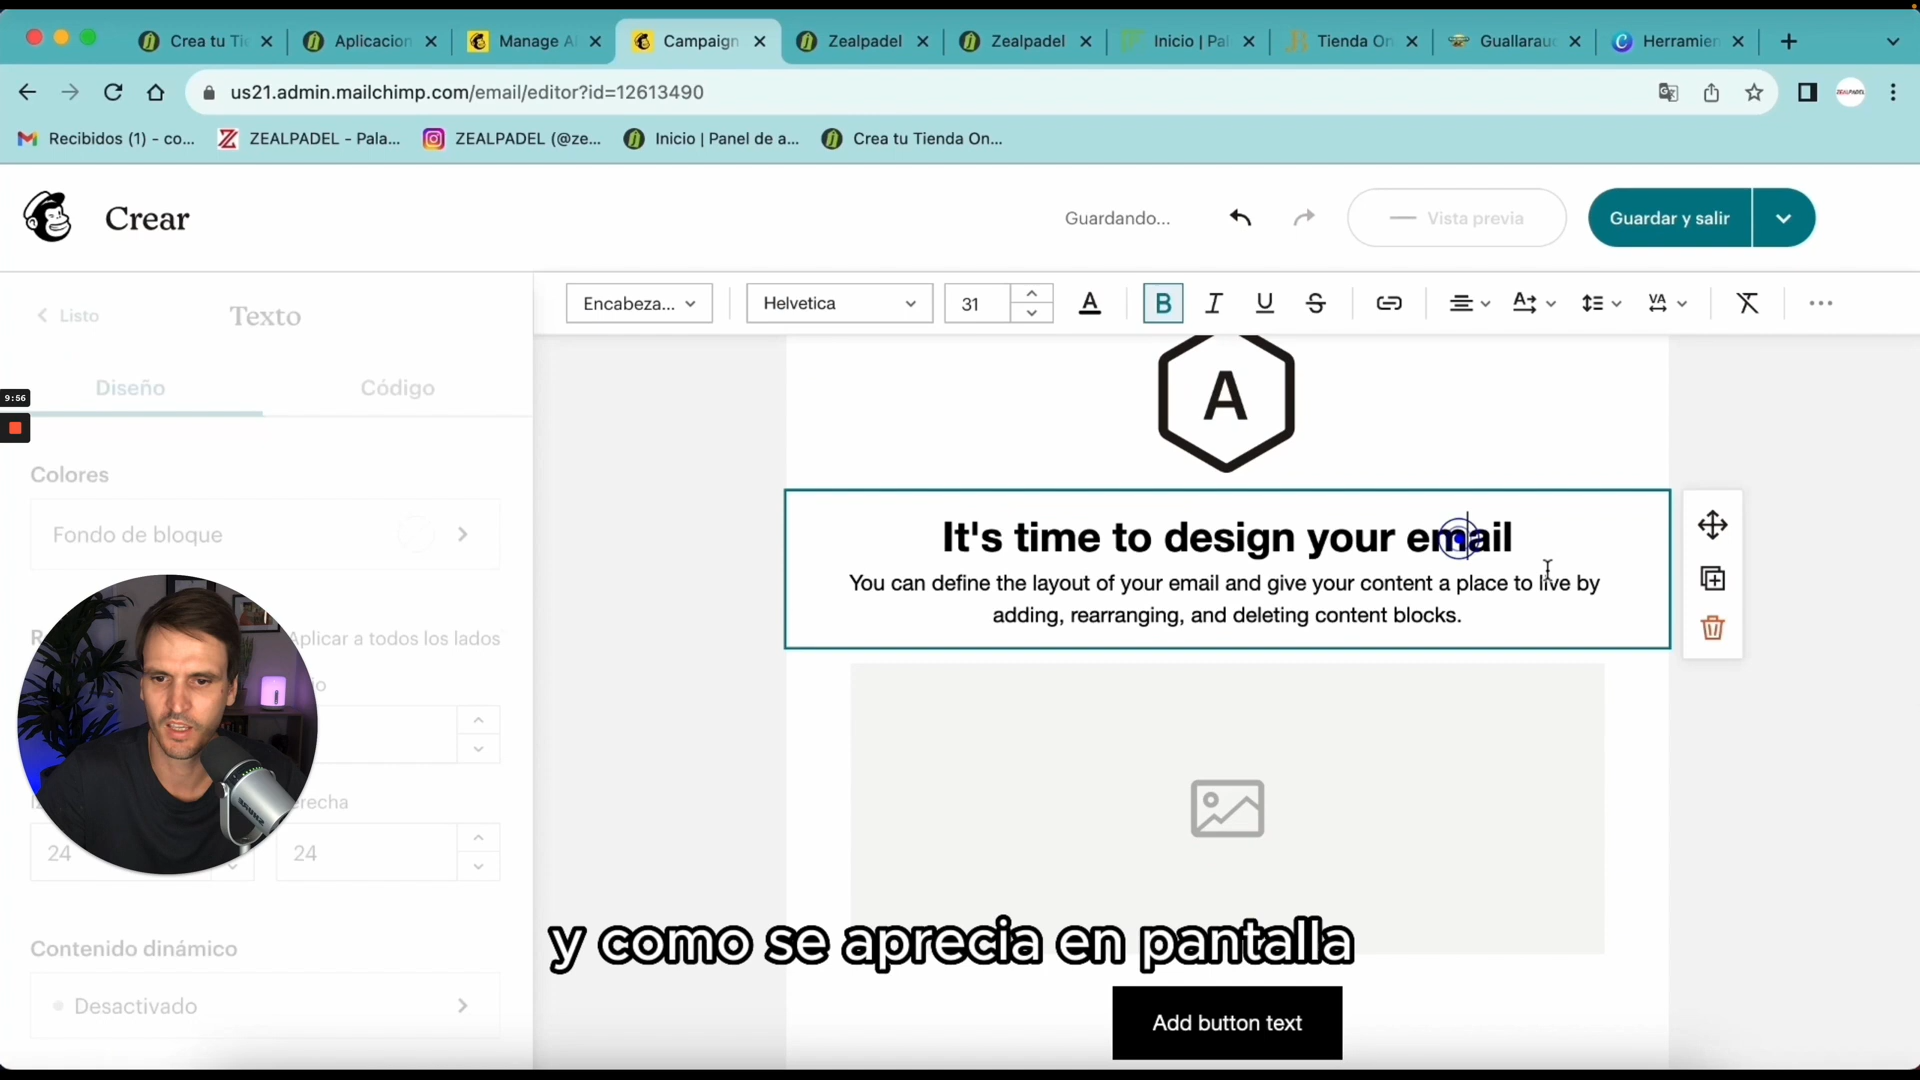 Crea tu Ti
Aplicacion
Manage A
Campaign
Zealpadel
Zealpadel
Inicio | Pa
Tienda On
Guallarauc
Herramien
us21.admin.mailchimp.com/email/editor?id=12613490
ZEALPADEL
Recibidos (1) - co...
ZEALPADEL - Pala...
ZEALPADEL (@ze...
Inicio | Panel de a...
Crea tu Tienda On...
Crear
Guardando...
Vista previa
Guardar y salir
Listo
Texto
Encabeza...
Helvetica
31
A
B
I
U
S
VA
Diseño
Código
9:56
A
Colores
Fondo de bloque
It's time to design your email
You can define the layout of your email and give your content a place to live by
adding, rearranging, and deleting content blocks.
Aplicar a todos los lados
24
24
Contenido dinámico
Desactivado
y como se aprecia en pantalla
Add button text